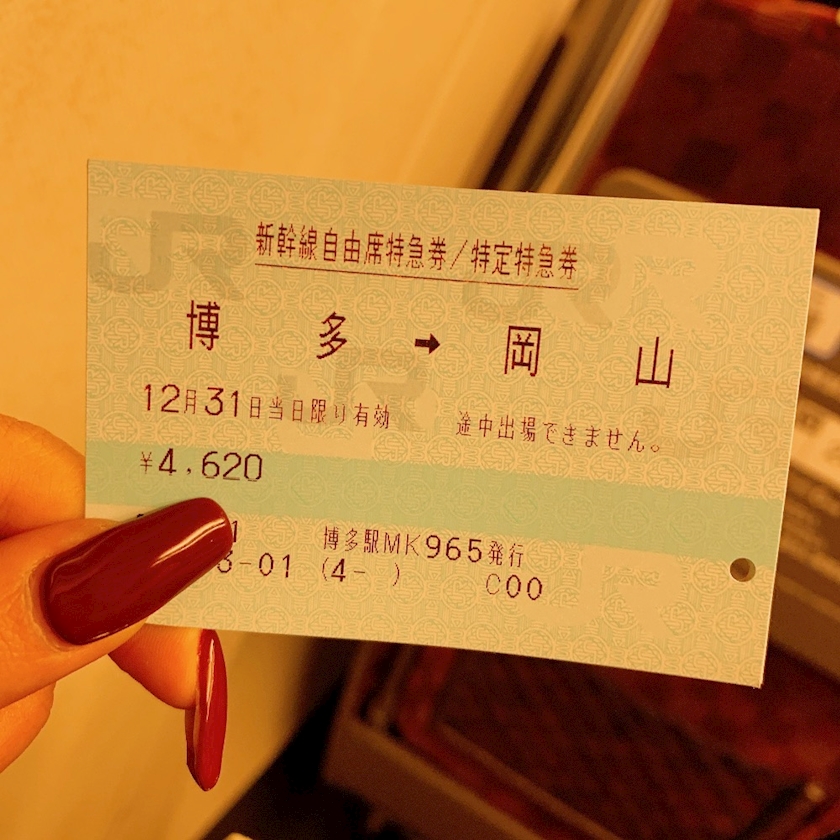 新幹線自由席特急券/特定特急券
博多→岡山
12月31日当日限り有効 途中出場できません。
¥4,620
博多駅MK965発行
-01 (4- ) C00